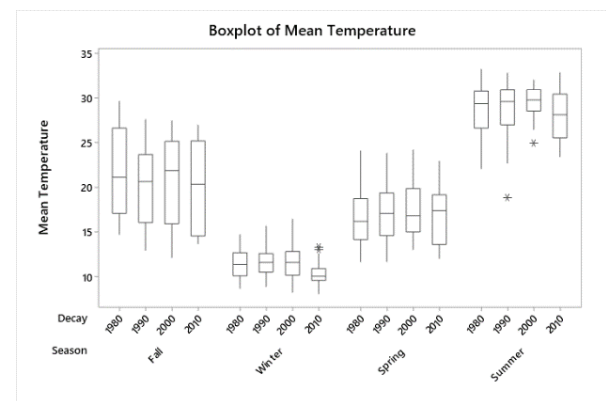 Boxplot of Mean Temperature
35
30
25
20
15
10
Mean Temperature
Decay 1980 1990 2000 2010 1980 1990 2000 2010 1980 1990 2000 2010 1980 1990 2000 2010
Season Fall Winter Spring Summer